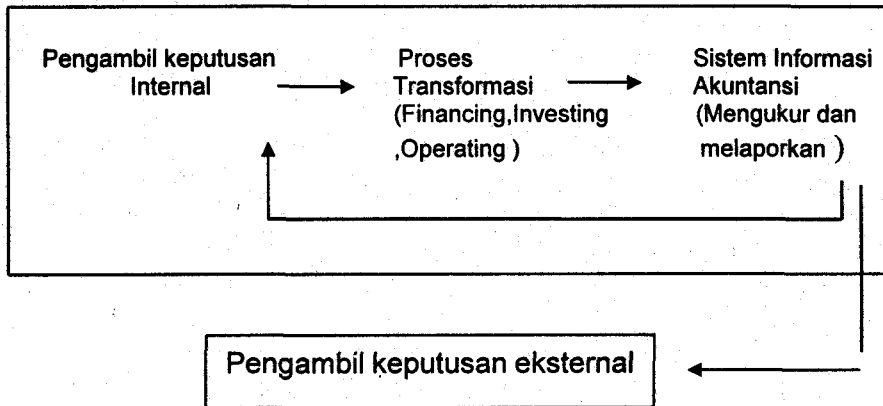 Pengambil keputusan
Internal
Proses
Transformasi
(Financing,Investing
,Operating )
Sistem Informasi
Akuntansi
(Mengukur dan
melaporkan )
Pengambil keputusan eksternal